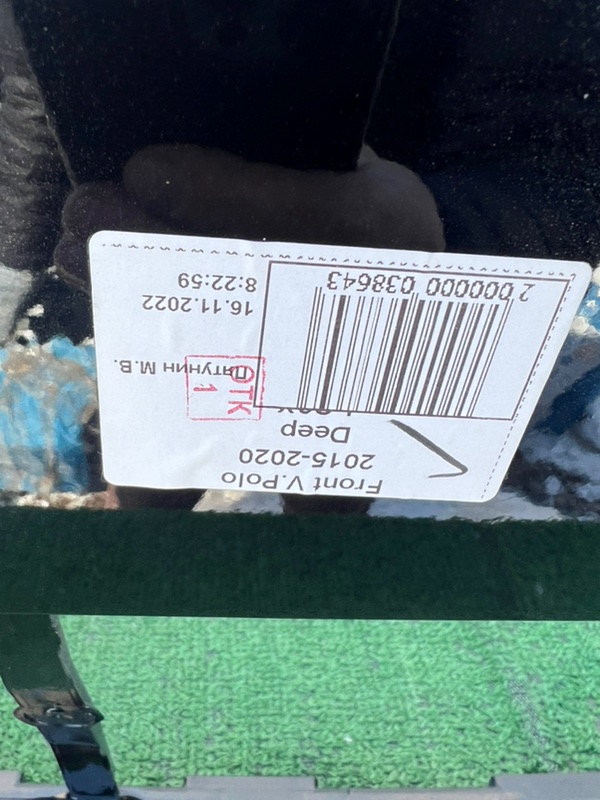 Front V.Polo
2015-2020
Deep
Пятунин М.В.
ОТК
1
16.11.2022
8:22:59
2 000000 038643